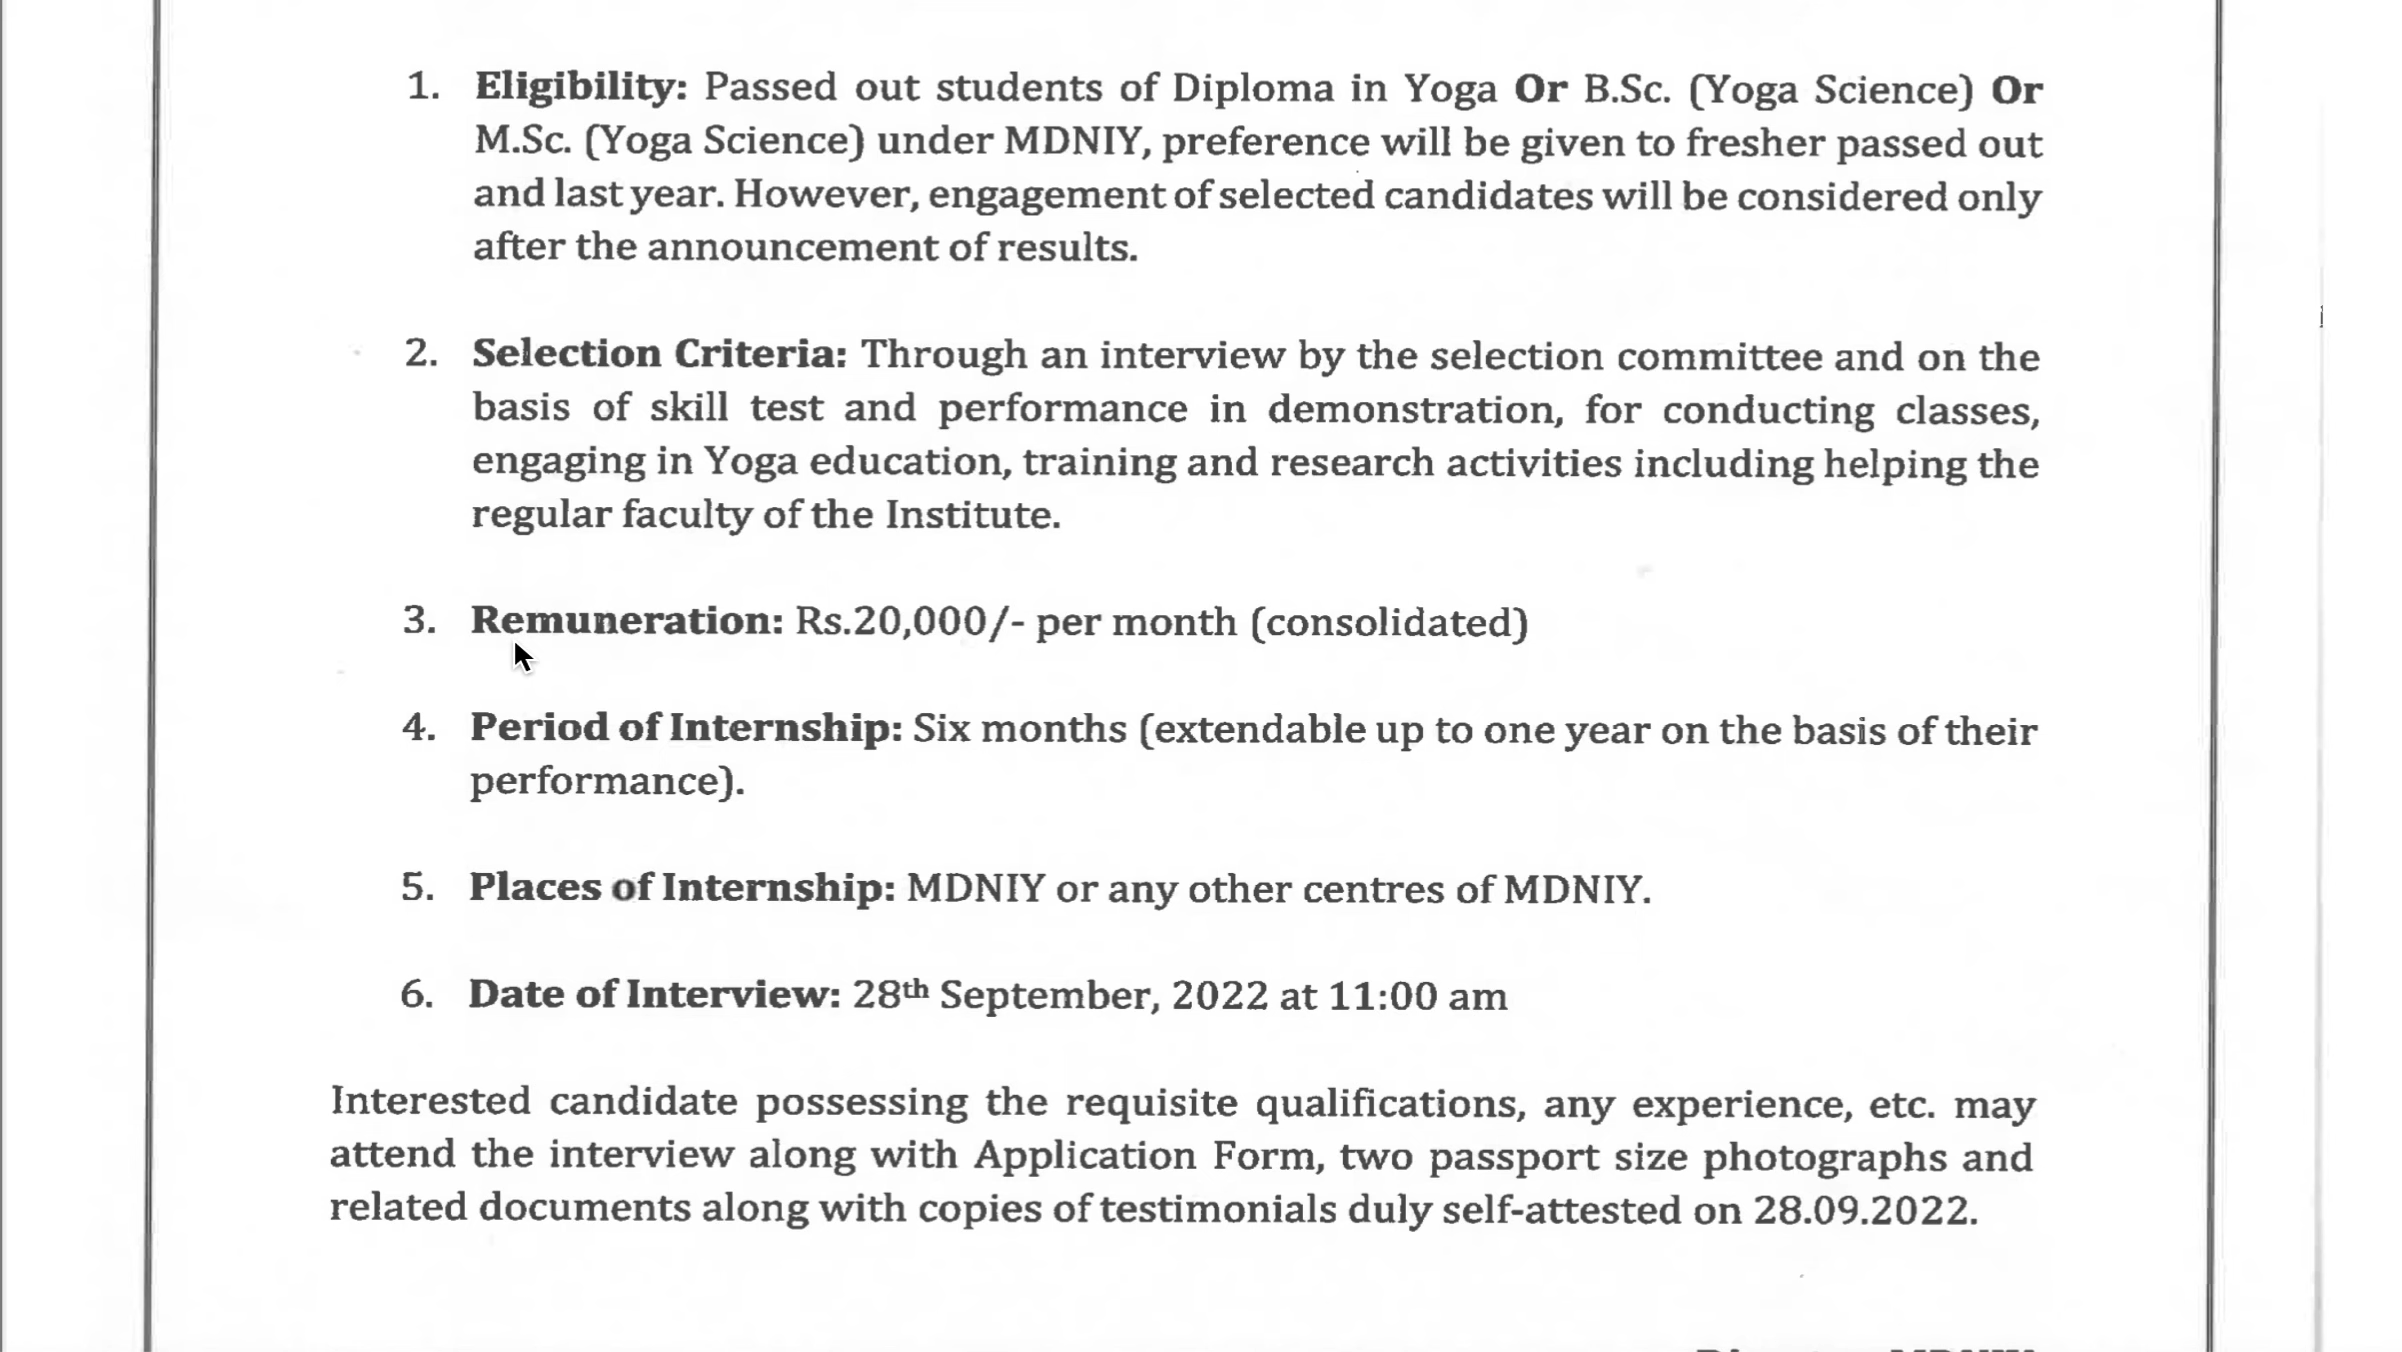 1. Eligibility: Passed out students of Diploma in Yoga Or B.Sc. (Yoga Science) Or
M.Sc. (Yoga Science) under MDNIY, preference will be given to fresher passed out
and last year. However, engagement of selected candidates will be considered only
after the announcement of results.
2. Selection Criteria: Through an interview by the selection committee and on the
basis of skill test and performance in demonstration, for conducting classes,
engaging in Yoga education, training and research activities including helping the
regular faculty of the Institute.
3. Remuneration: Rs.20,000/- per month (consolidated)
4. Period of Internship: Six months (extendable up to one year on the basis of their
performance).
5. Places of Internship: MDNIY or any other centres of MDNIY.
6. Date of Interview: 28th September, 2022 at 11:00 am
Interested candidate possessing the requisite qualifications, any experience, etc. may
attend the interview along with Application Form, two passport size photographs and
related documents along with copies of testimonials duly self-attested on 28.09.2022.